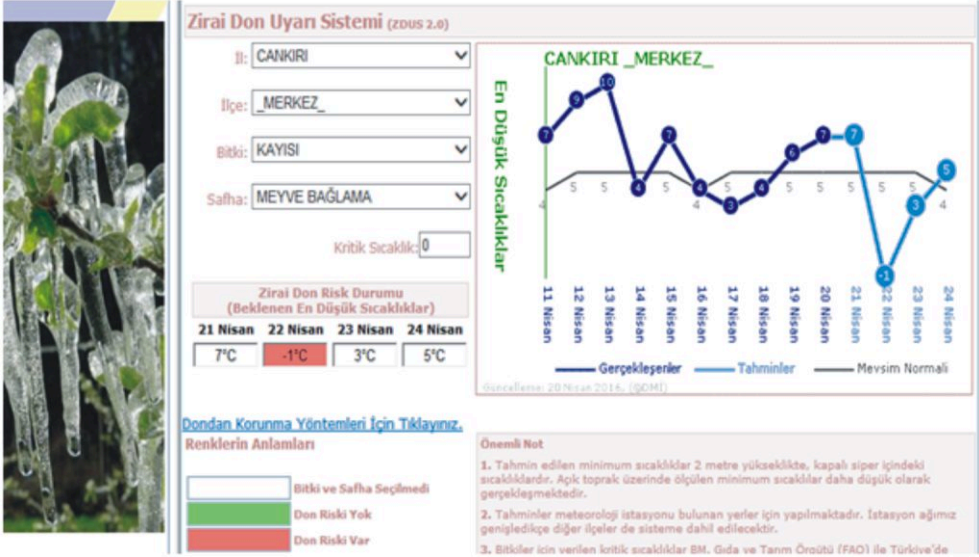 Zirai Don Uyarı Sistemi (ZDUS 2.0)
İl: CANKIRI
İlçe: _MERKEZ_
Bitki: KAYISI
Safha: MEYVE BAĞLAMA
Kritik Sıcaklık: 0
Zirai Don Risk Durumu
(Beklenen En Düşük Sıcaklıklar)
21 Nisan 22 Nisan 23 Nisan 24 Nisan
7°C -1°C 3°C 5°C
CANKIRI _MERKEZ_
En Düşük Sıcaklıklar
7 9 10 4 7 4 3 4 6 7 7 -1 3 5
4 5 5 5 5 4 5 5 5 5 5 5 5 4
11 Nisan 12 Nisan 13 Nisan 14 Nisan 15 Nisan 16 Nisan 17 Nisan 18 Nisan 19 Nisan 20 Nisan 21 Nisan 22 Nisan 23 Nisan 24 Nisan
Gerçekleşenler Tahminler Mevsim Normali
Güncelleme: 20 Nisan 2016,
Dondan Korunma Yöntemleri İçin Tıklayınız.
Renklerin Anlamları
Bitki ve Safha Seçilmedi
Don Riski Yok
Don Riski Var
Önemli Not
1. Tahmin edilen minimum sıcaklıklar 2 metre yükseklikte, kapalı siper içindeki
sıcaklıklardır. Açık toprak üzerinde ölçülen minimum sıcaklılar daha düşük olarak
gerçekleşmektedir.
2. Tahminler meteoroloji istasyonu bulunan yerler için yapılmaktadır. İstasyon ağımız
genişledikçe diğer ilçeler de sisteme dahil edilecektir.
3. Bitkiler için verilen kritik sıcaklıklar BM. Gıda ve Tarım Örgütü (FAO) ile Türkiye'de